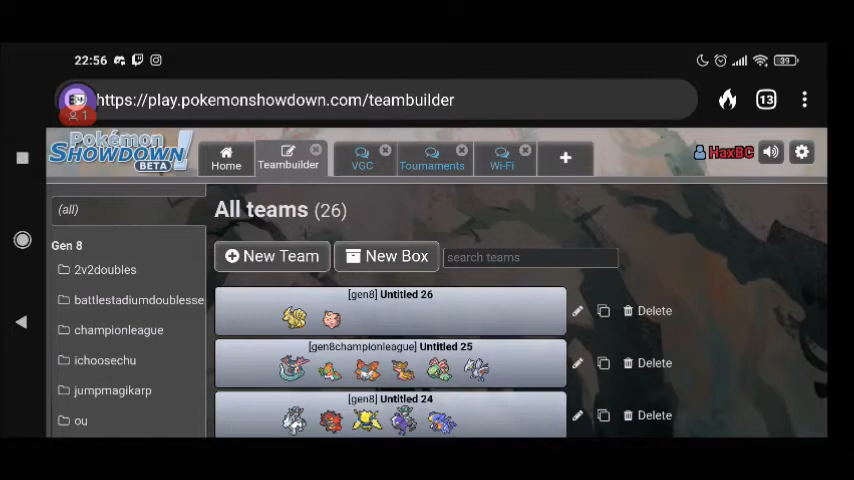 22:56
39
https://play.pokemonshowdown.com/teambuilder
13
1
Pokémon
SHOWDOWN!
BETA
Home
Teambuilder
VGC
Tournaments
Wi-Fi
HaxBC
(all)
All teams (26)
Gen 8
New Team
New Box
search teams
2v2doubles
battlestadiumdoublesse
championleague
ichoosechu
jumpmagikarp
ou
[gen8] Untitled 26
Delete
[gen8championleague] Untitled 25
Delete
[gen8] Untitled 24
Delete